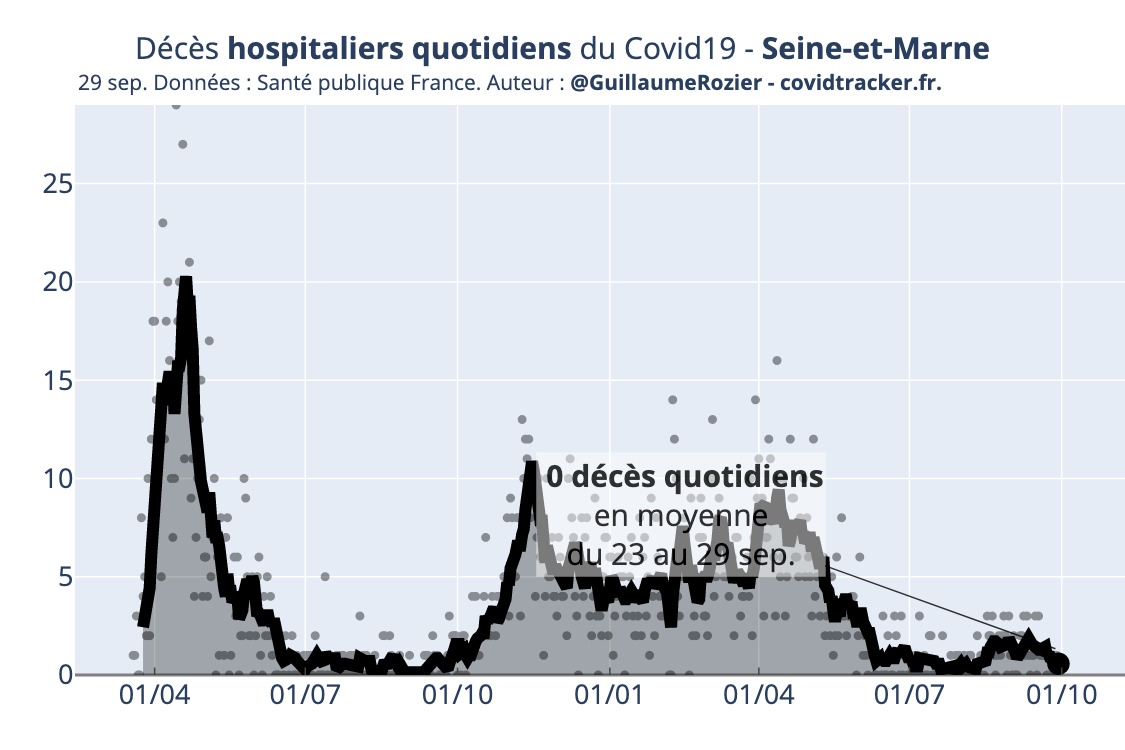 Décès hospitaliers quotidiens du Covid19 - Seine-et-Marne
29 sep. Données : Santé publique France. Auteur : @GuillaumeRozier - covidtracker.fr.
25
20
15
10
5
0
0 décès quotidiens
en moyenne
du 23 au 29 sep.
01/04 01/07 01/10 01/01 01/04 01/07 01/10